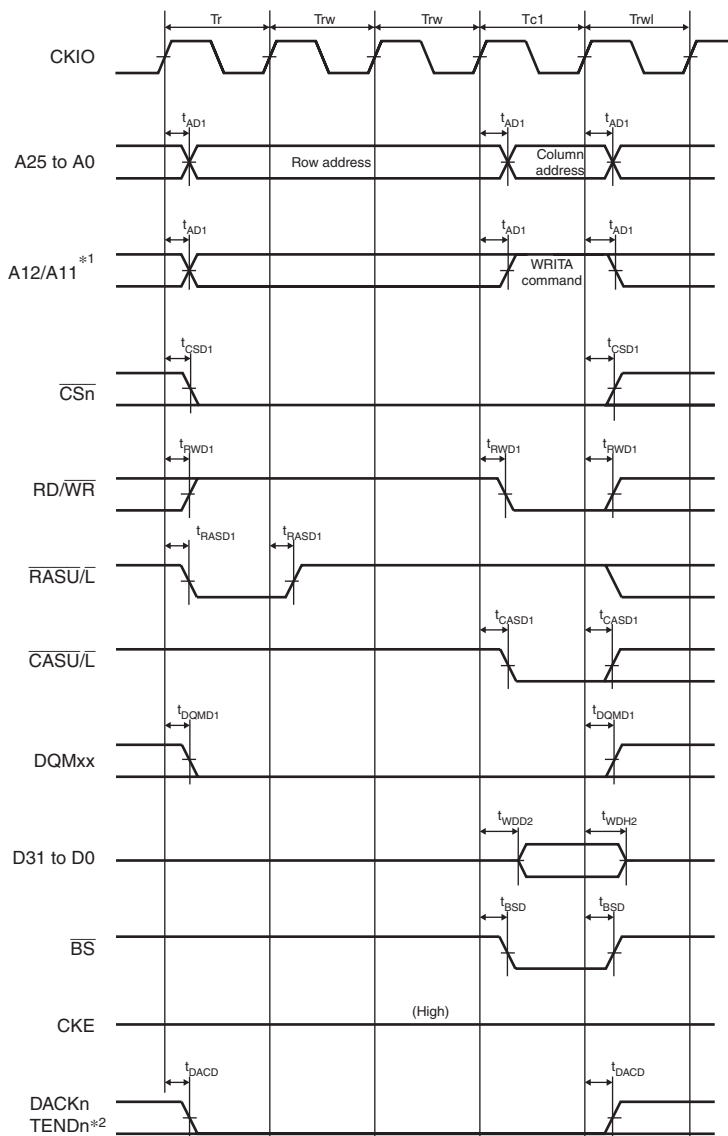 Tr Trw Trw Tc1 Trwl
CKIO
tAD1 tAD1 tAD1
A25 to A0 Row address Column address
tAD1 tAD1 tAD1
A12/A11 *1 WRITA command
tCSD1 tCSD1
CSn
tRWD1 tRWD1 tRWD1
RD/WR
tRASD1 tRASD1
RASU/L
tCASD1 tCASD1
CASU/L
tDQMD1 tDQMD1
DQMxx
tWDD2 tWDH2
D31 to D0
tBSD tBSD
BS
(High)
CKE
tDACD tDACD
DACKn
TENDn*2